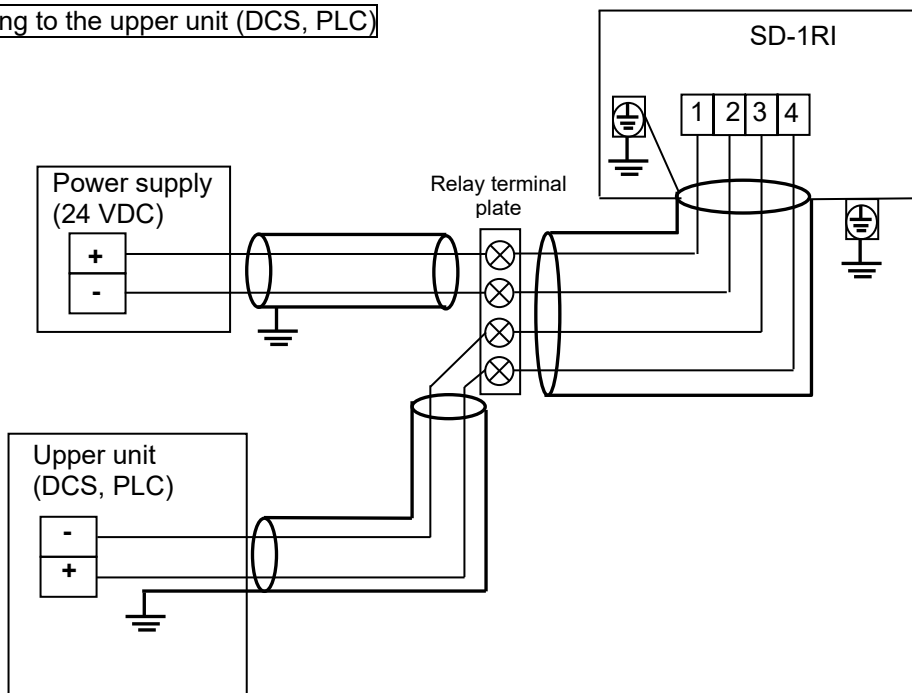 ng to the upper unit (DCS, PLC)
SD-1RI
1 2 3 4
Power supply
(24 VDC)
+
-
Relay terminal
plate
Upper unit
(DCS, PLC)
-
+